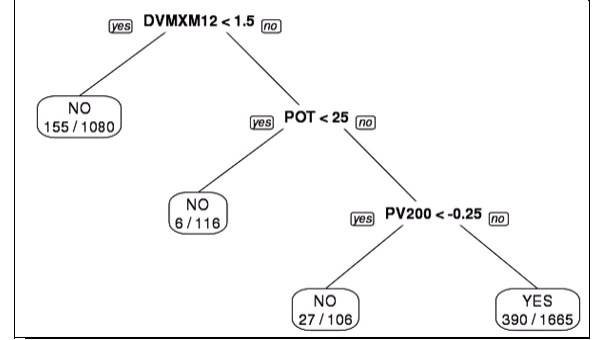 yes DVMXM12 < 1.5 no
NO
155 / 1080
yes POT < 25 no
NO
6 / 116
yes PV200 < -0.25 no
NO
27 / 106
YES
390 / 1665